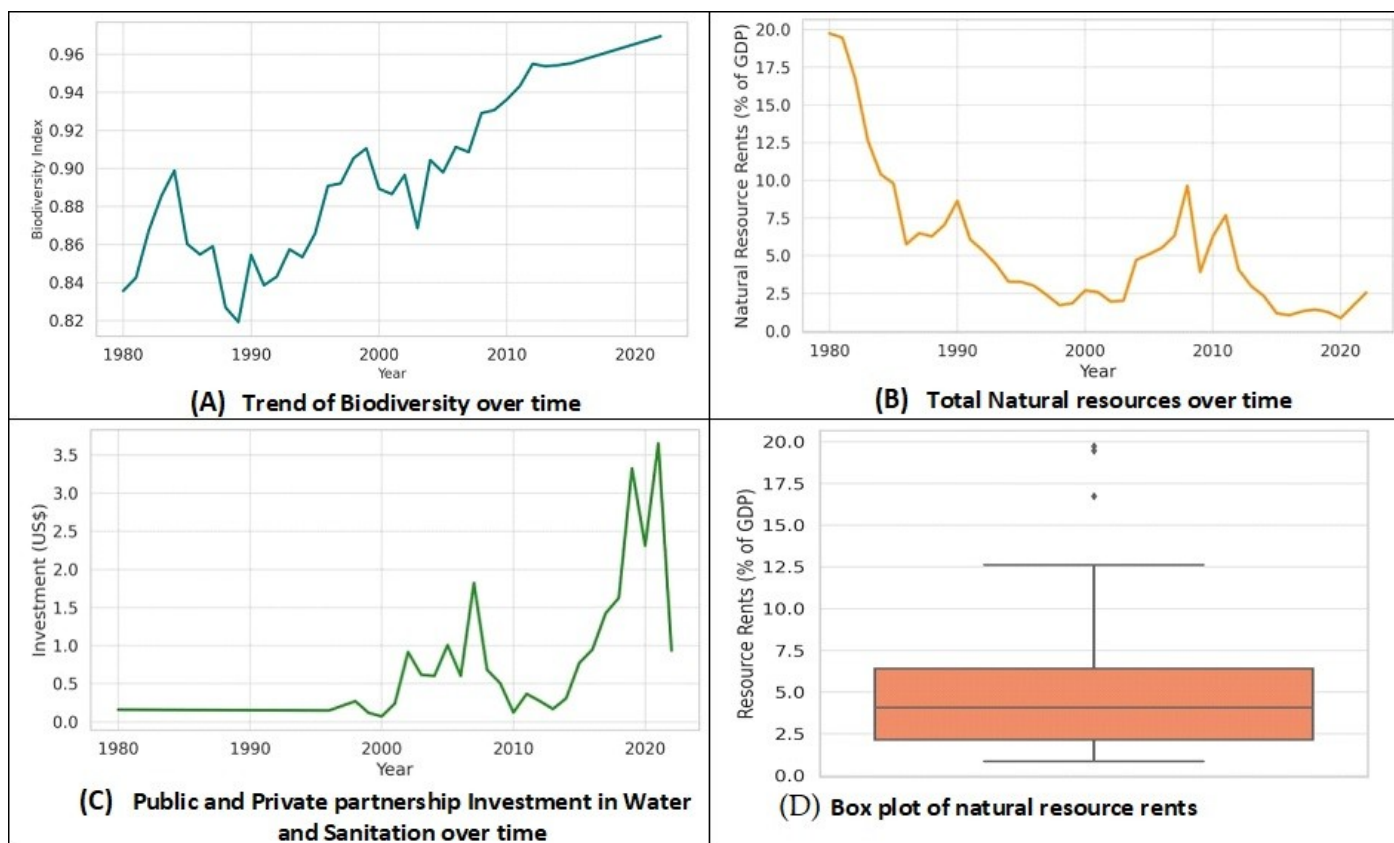 Biodiversity Index
0.96
0.94
0.92
0.90
0.88
0.86
0.84
0.82
1980 1990 2000 2010 2020
Year
(A) Trend of Biodiversity over time
Natural Resource Rents (% of GDP)
20.0
17.5
15.0
12.5
10.0
7.5
5.0
2.5
0.0
1980 1990 2000 2010 2020
Year
(B) Total Natural resources over time
Investment (US$)
3.5
3.0
2.5
2.0
1.5
1.0
0.5
0.0
1980 1990 2000 2010 2020
Year
(C) Public and Private partnership Investment in Water
and Sanitation over time
Resource Rents (% of GDP)
20.0
17.5
15.0
12.5
10.0
7.5
5.0
2.5
0.0
(D) Box plot of natural resource rents